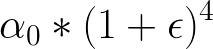 α₀ * (1 + ϵ)⁴